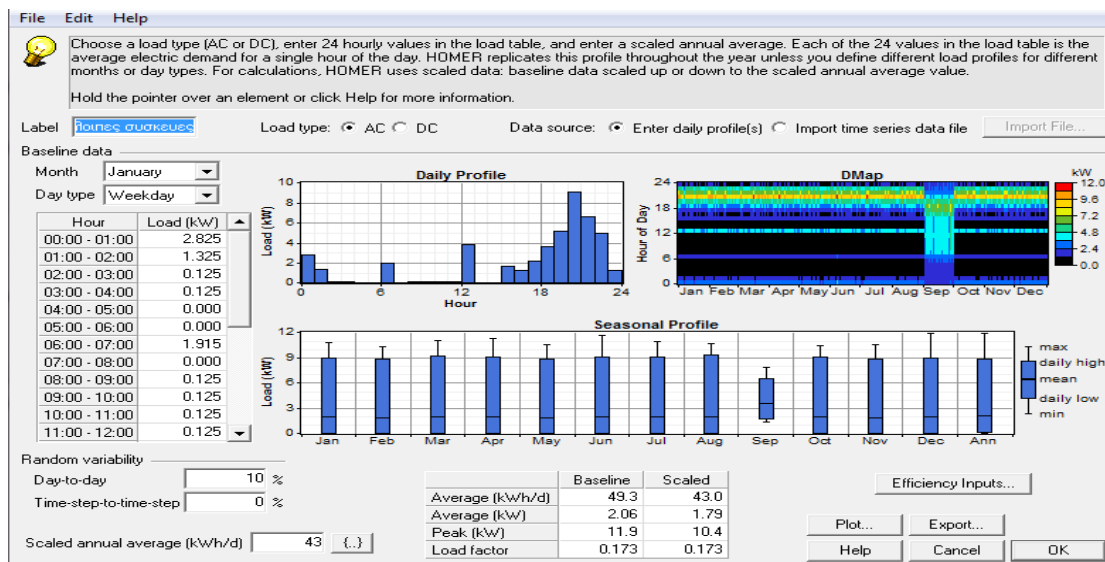 File Edit Help
Choose a load type (AC or DC), enter 24 hourly values in the load table, and enter a scaled annual average. Each of the 24 values in the load table is the
average electric demand for a single hour of the day. HOMER replicates this profile throughout the year unless you define different load profiles for different
months or day types. For calculations, HOMER uses scaled data: baseline data scaled up or down to the scaled annual average value.
Hold the pointer over an element or click Help for more information.
Label λοιπες συσκευες Load type: AC DC Data source: Enter daily profile(s) Import time series data file Import File...
Baseline data
Month January
Day type Weekday
Hour Load (kW)
00:00 - 01:00 2.825
01:00 - 02:00 1.325
02:00 - 03:00 0.125
03:00 - 04:00 0.125
04:00 - 05:00 0.000
05:00 - 06:00 0.000
06:00 - 07:00 1.915
07:00 - 08:00 0.000
08:00 - 09:00 0.125
09:00 - 10:00 0.125
10:00 - 11:00 0.125
11:00 - 12:00 0.125
Daily Profile
Load (kW)
10
8
6
4
2
0
0 6 12 18 24
Hour
DMap
Hour of Day
24
18
12
6
0
Jan Feb Mar Apr May Jun Jul Aug Sep Oct Nov Dec
kW
12.0
9.6
7.2
4.8
2.4
0.0
Seasonal Profile
Load (kW)
12
9
6
3
0
Jan Feb Mar Apr May Jun Jul Aug Sep Oct Nov Dec Ann
max
daily high
mean
daily low
min
Random variability
Day-to-day 10 %
Time-step-to-time-step 0 %
Scaled annual average (kWh/d) 43 {..}
Baseline Scaled
Average (kWh/d) 49.3 43.0
Average (kW) 2.06 1.79
Peak (kW) 11.9 10.4
Load factor 0.173 0.173
Efficiency Inputs...
Plot... Export...
Help Cancel OK